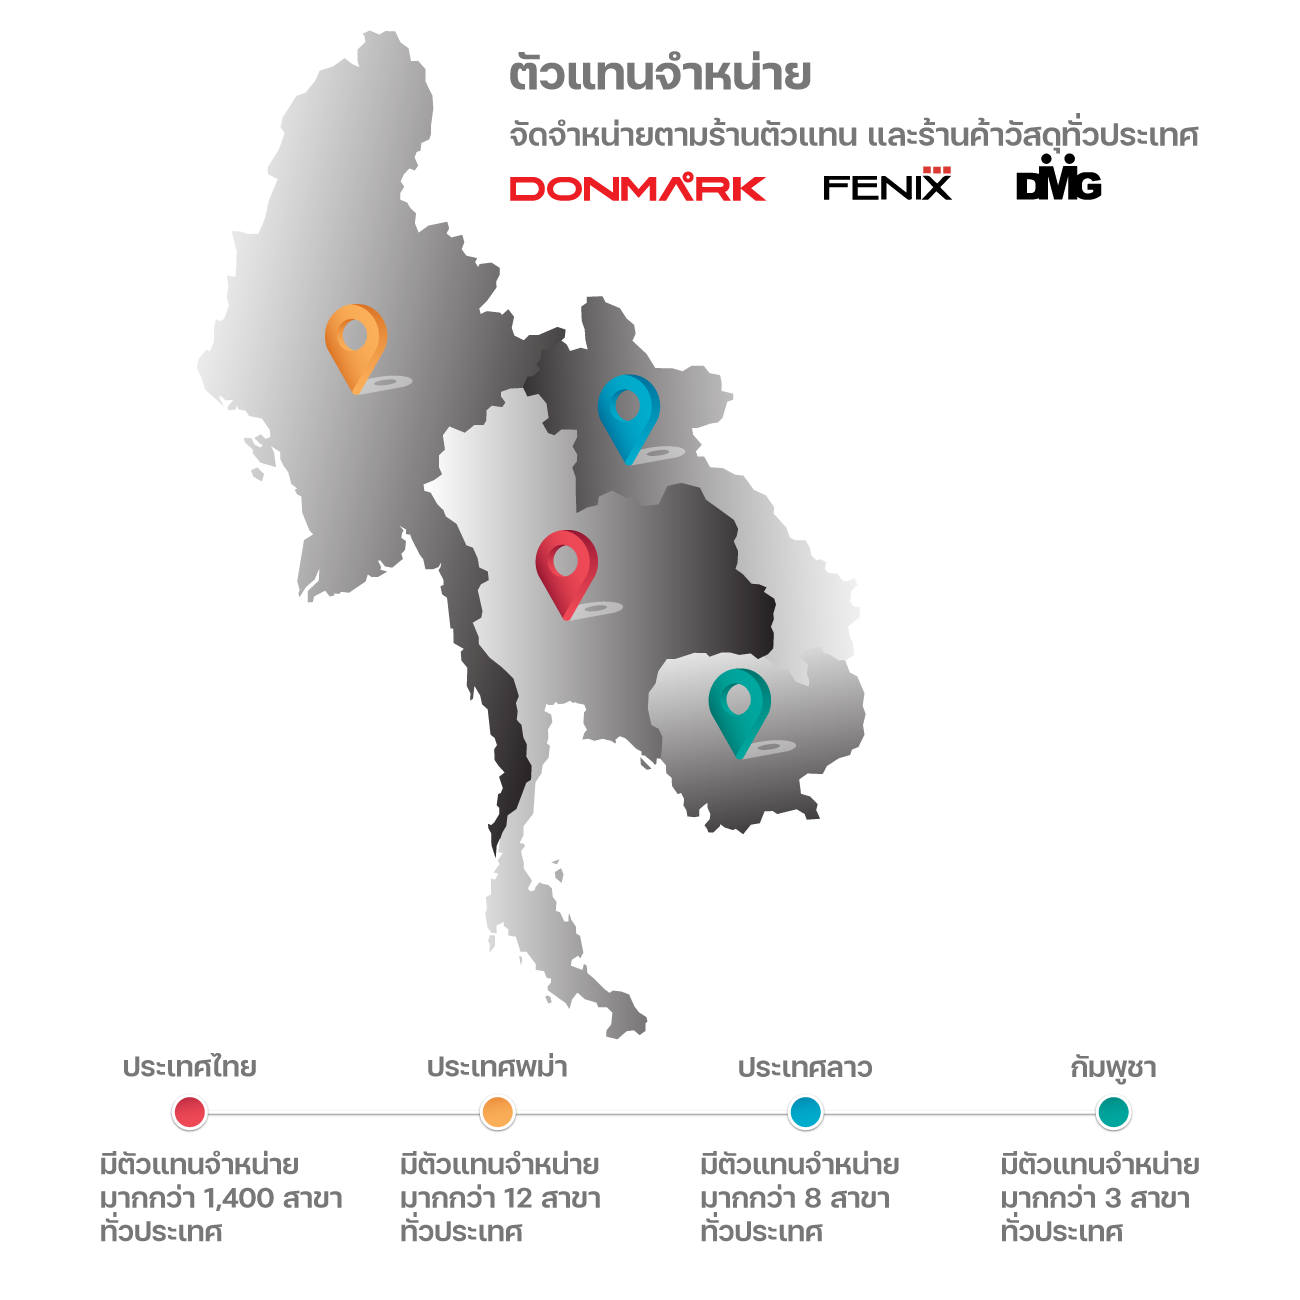 ตัวแทนจำหน่าย
จัดจำหน่ายตามร้านตัวแทน และร้านค้าวัสดุทั่วประเทศ
DONMARK FENIX DMG
ประเทศไทย
มีตัวแทนจำหน่าย
มากกว่า 1,400 สาขา
ทั่วประเทศ
ประเทศพม่า
มีตัวแทนจำหน่าย
มากกว่า 12 สาขา
ทั่วประเทศ
ประเทศลาว
มีตัวแทนจำหน่าย
มากกว่า 8 สาขา
ทั่วประเทศ
กัมพูชา
มีตัวแทนจำหน่าย
มากกว่า 3 สาขา
ทั่วประเทศ